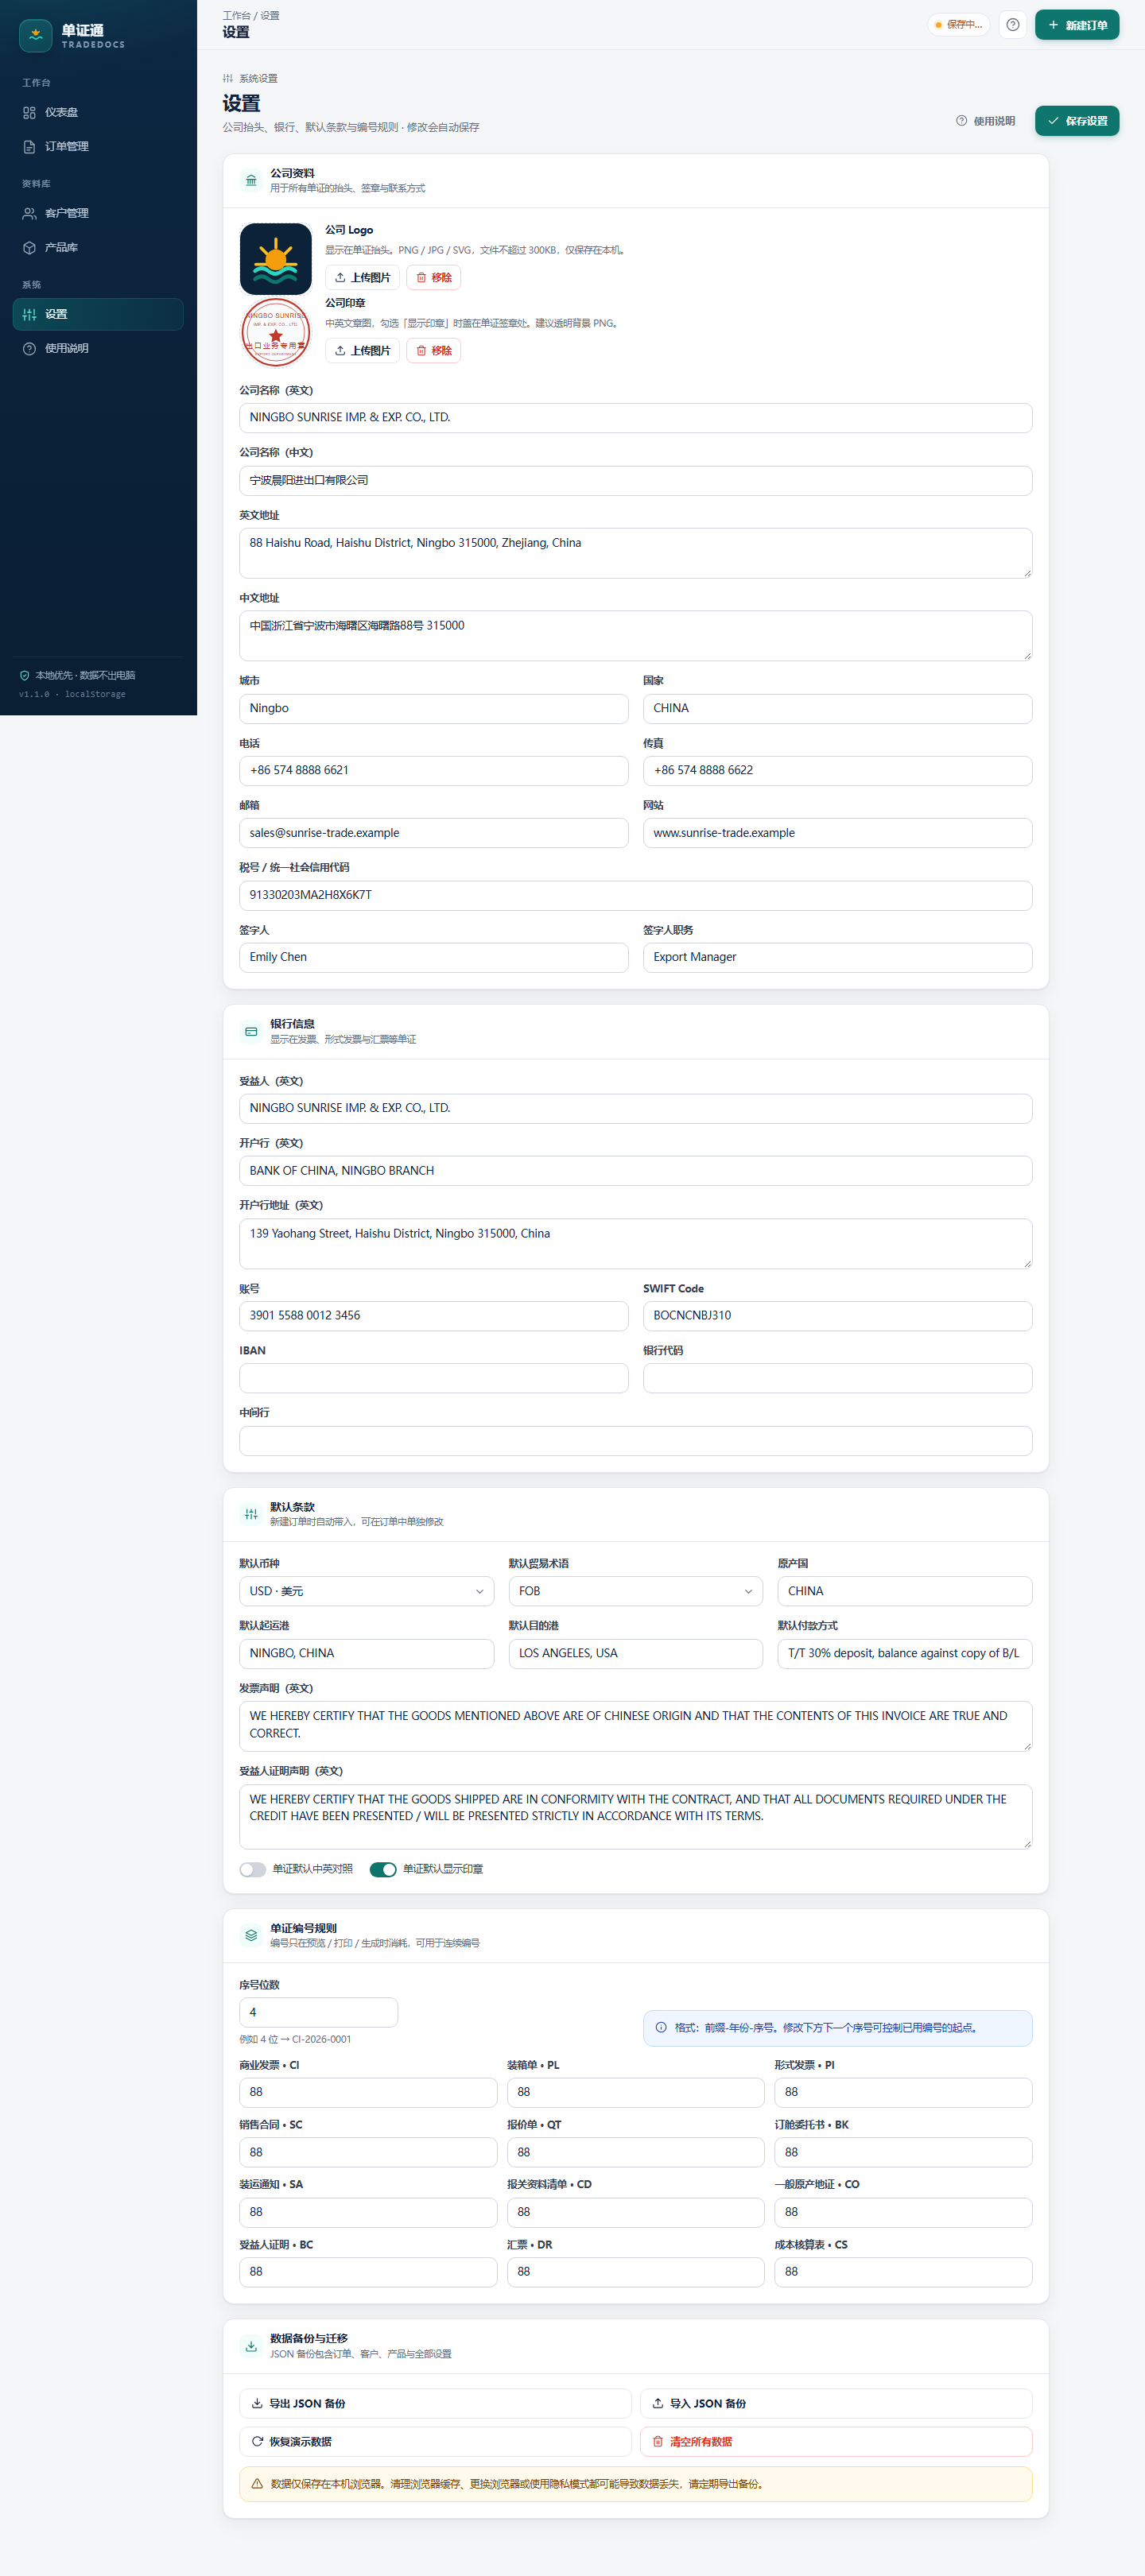 单证通
TRADEDOCS
工作台
仪表盘
订单管理
资料库
客户管理
产品库
系统
设置
使用说明
本地优先 · 数据不出电脑
v1.1.0 · localStorage
工作台 / 设置
设置
保存中...
新建订单
系统设置
设置
公司抬头、银行、默认条款与编号规则 · 修改会自动保存
使用说明
保存设置
公司资料
用于所有单证的抬头、签章与联系方式
公司 Logo
显示在单证抬头。PNG / JPG / SVG，文件不超过 300KB，仅保存在本机。
上传图片
移除
NINGBO SUNRISE
IMP. & EXP. CO., LTD.
出口业务专用章
公司印章
中英文章图，勾选「显示印章」时盖在单证签章处。建议透明背景 PNG。
上传图片
移除
公司名称（英文）
NINGBO SUNRISE IMP. & EXP. CO., LTD.
公司名称（中文）
宁波晨阳进出口有限公司
英文地址
88 Haishu Road, Haishu District, Ningbo 315000, Zhejiang, China
中文地址
中国浙江省宁波市海曙区海曙路88号 315000
城市
国家
Ningbo
CHINA
电话
传真
+86 574 8888 6621
+86 574 8888 6622
邮箱
网站
sales@sunrise-trade.example
www.sunrise-trade.example
税号 / 统一社会信用代码
91330203MA2H8X6K7T
签字人
签字人职务
Emily Chen
Export Manager
银行信息
显示在发票、形式发票与汇票等单证
受益人（英文）
NINGBO SUNRISE IMP. & EXP. CO., LTD.
开户行（英文）
BANK OF CHINA, NINGBO BRANCH
开户行地址（英文）
139 Yaohang Street, Haishu District, Ningbo 315000, China
账号
SWIFT Code
3901 5588 0012 3456
BOCNCNBJ310
IBAN
银行代码
中间行
默认条款
新建订单时自动带入，可在订单中单独修改
默认币种
默认贸易术语
原产国
USD · 美元
FOB
CHINA
默认起运港
默认目的港
默认付款方式
NINGBO, CHINA
LOS ANGELES, USA
T/T 30% deposit, balance against copy of B/L
发票声明（英文）
WE HEREBY CERTIFY THAT THE GOODS MENTIONED ABOVE ARE OF CHINESE ORIGIN AND THAT THE CONTENTS OF THIS INVOICE ARE TRUE AND
CORRECT.
受益人证明声明（英文）
WE HEREBY CERTIFY THAT THE GOODS SHIPPED ARE IN CONFORMITY WITH THE CONTRACT, AND THAT ALL DOCUMENTS REQUIRED UNDER THE
CREDIT HAVE BEEN PRESENTED / WILL BE PRESENTED STRICTLY IN ACCORDANCE WITH ITS TERMS.
单证默认中英对照
单证默认显示印章
单证编号规则
编号只在预览 / 打印 / 生成时消耗，可用于连续编号
序号位数
4
例如 4 位 → CI-2026-0001
格式：前缀-年份-序号。修改下方下一个序号可控制已用编号的起点。
商业发票 • CI
装箱单 • PL
形式发票 • PI
88
88
88
销售合同 • SC
报价单 • QT
订舱委托书 • BK
88
88
88
装运通知 • SA
报关资料清单 • CD
一般原产地证 • CO
88
88
88
受益人证明 • BC
汇票 • DR
成本核算表 • CS
88
88
88
数据备份与迁移
JSON 备份包含订单、客户、产品与全部设置
导出 JSON 备份
导入 JSON 备份
恢复演示数据
清空所有数据
数据仅保存在本机浏览器。清理浏览器缓存、更换浏览器或使用隐私模式都可能导致数据丢失，请定期导出备份。